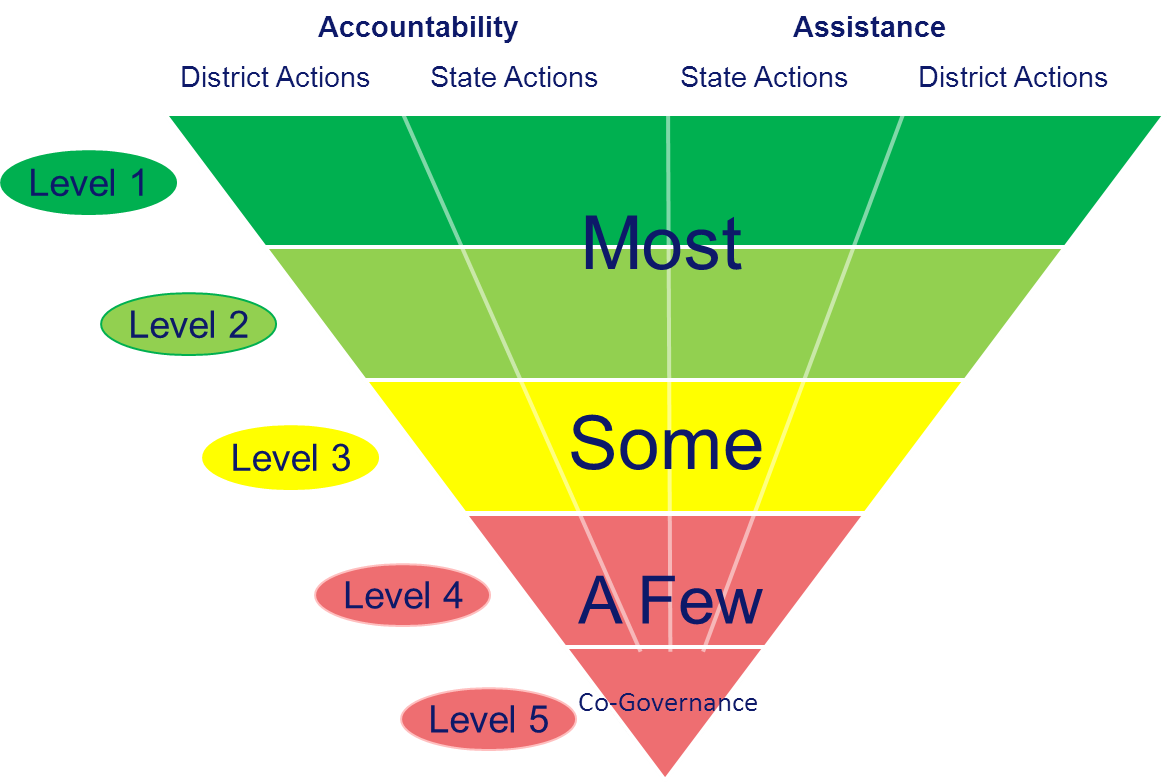 Accountability Assistance
District Actions State Actions State Actions District Actions
Level 1
Most
Level 2
Some
Level 3
A Few
Level 4
Co-Governance
Level 5